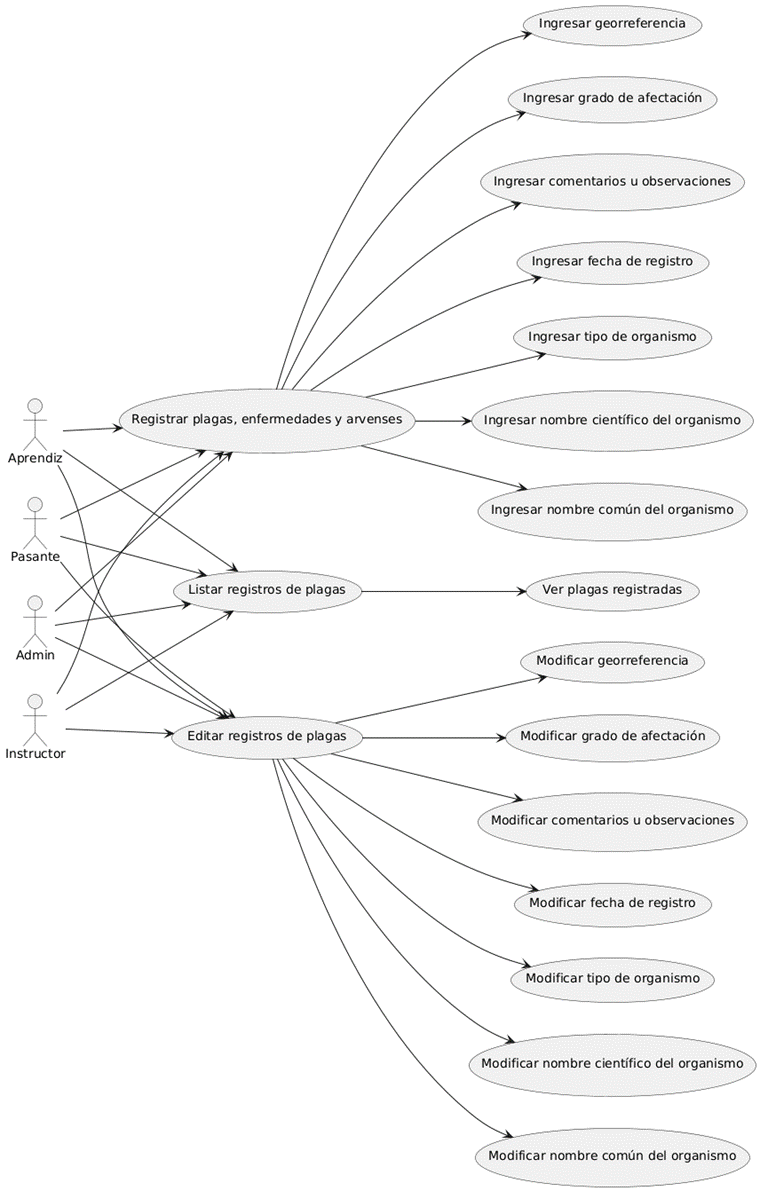 Ingresar georreferencia
Ingresar grado de afectación
Ingresar comentarios u observaciones
Ingresar fecha de registro
Ingresar tipo de organismo
Registrar plagas, enfermedades y arvenses
Ingresar nombre científico del organismo
Aprendiz
Ingresar nombre común del organismo
Pasante
Listar registros de plagas
Ver plagas registradas
Admin
Modificar georreferencia
Instructor
Editar registros de plagas
Modificar grado de afectación
Modificar comentarios u observaciones
Modificar fecha de registro
Modificar tipo de organismo
Modificar nombre científico del organismo
Modificar nombre común del organismo